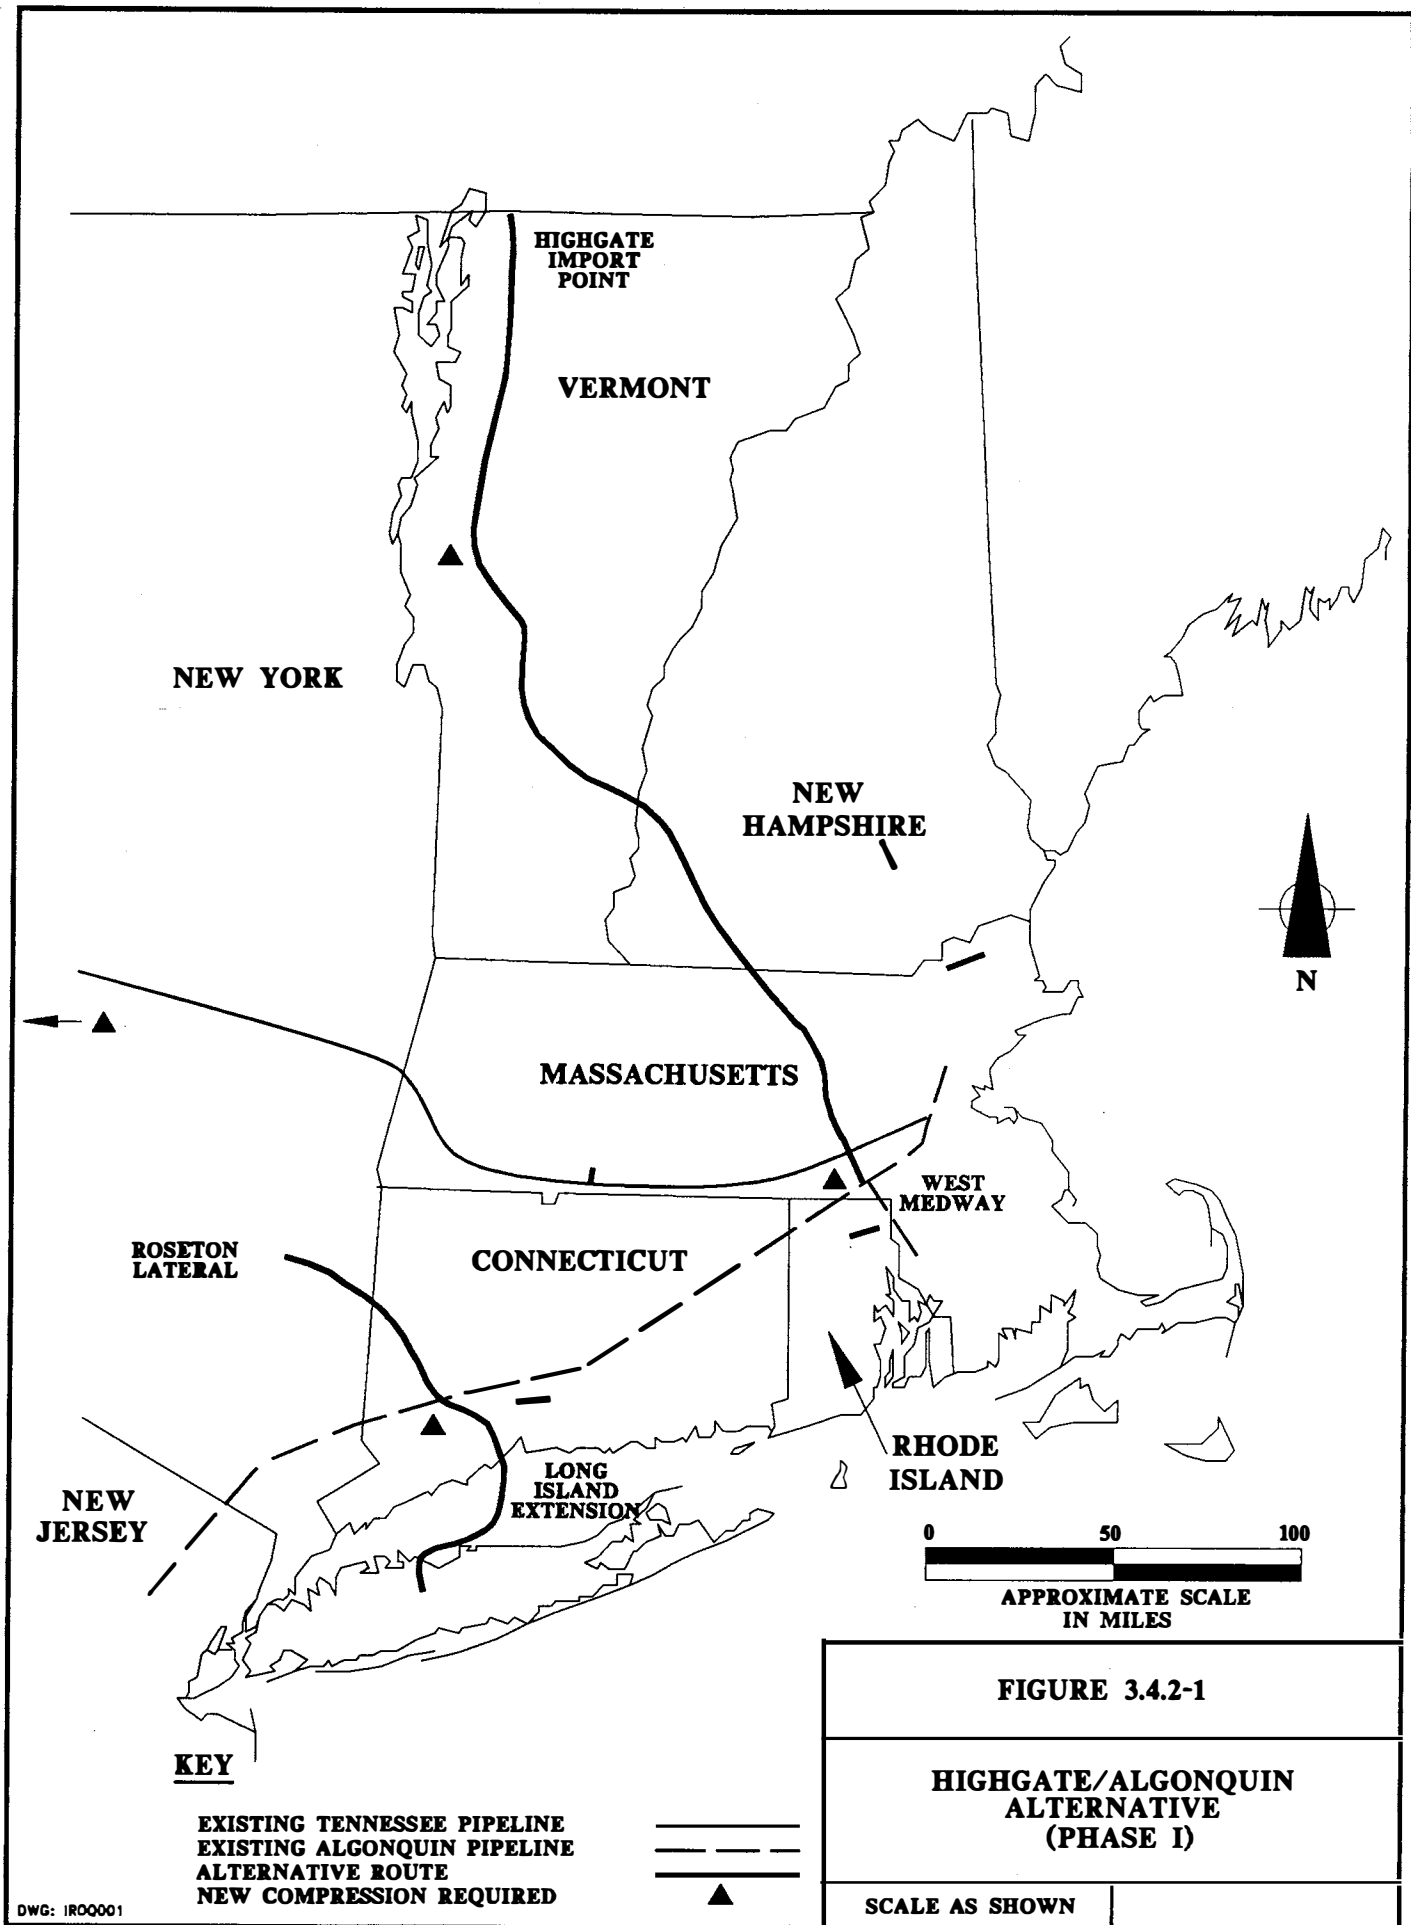 HIGHGATE
IMPORT
POINT
VERMONT
NEW YORK
NEW
HAMPSHIRE
N
MASSACHUSETTS
WEST
MEDWAY
ROSETON
LATERAL
CONNECTICUT
RHODE
ISLAND
LONG
ISLAND
EXTENSION
NEW
JERSEY
0 50 100
APPROXIMATE SCALE
IN MILES
FIGURE 3.4.2-1
HIGHGATE/ALGONQUIN
ALTERNATIVE
(PHASE I)
SCALE AS SHOWN
KEY
EXISTING TENNESSEE PIPELINE
EXISTING ALGONQUIN PIPELINE
ALTERNATIVE ROUTE
NEW COMPRESSION REQUIRED
DWG: IROQ001